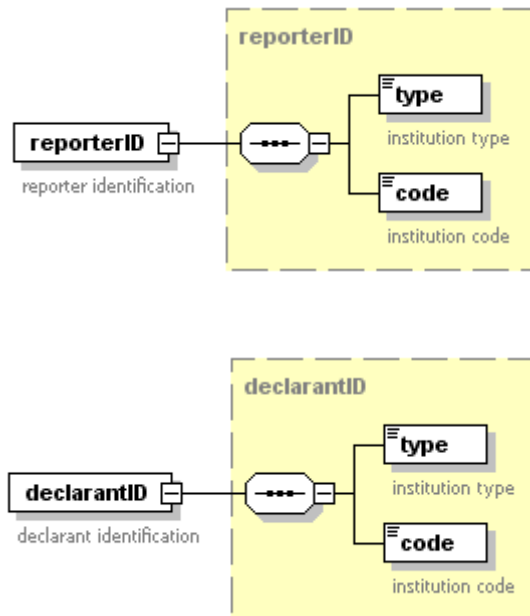 reporterID
type
institution type
reporterID
reporter identification
code
institution code
declarantID
type
institution type
declarantID
declarant identification
code
institution code